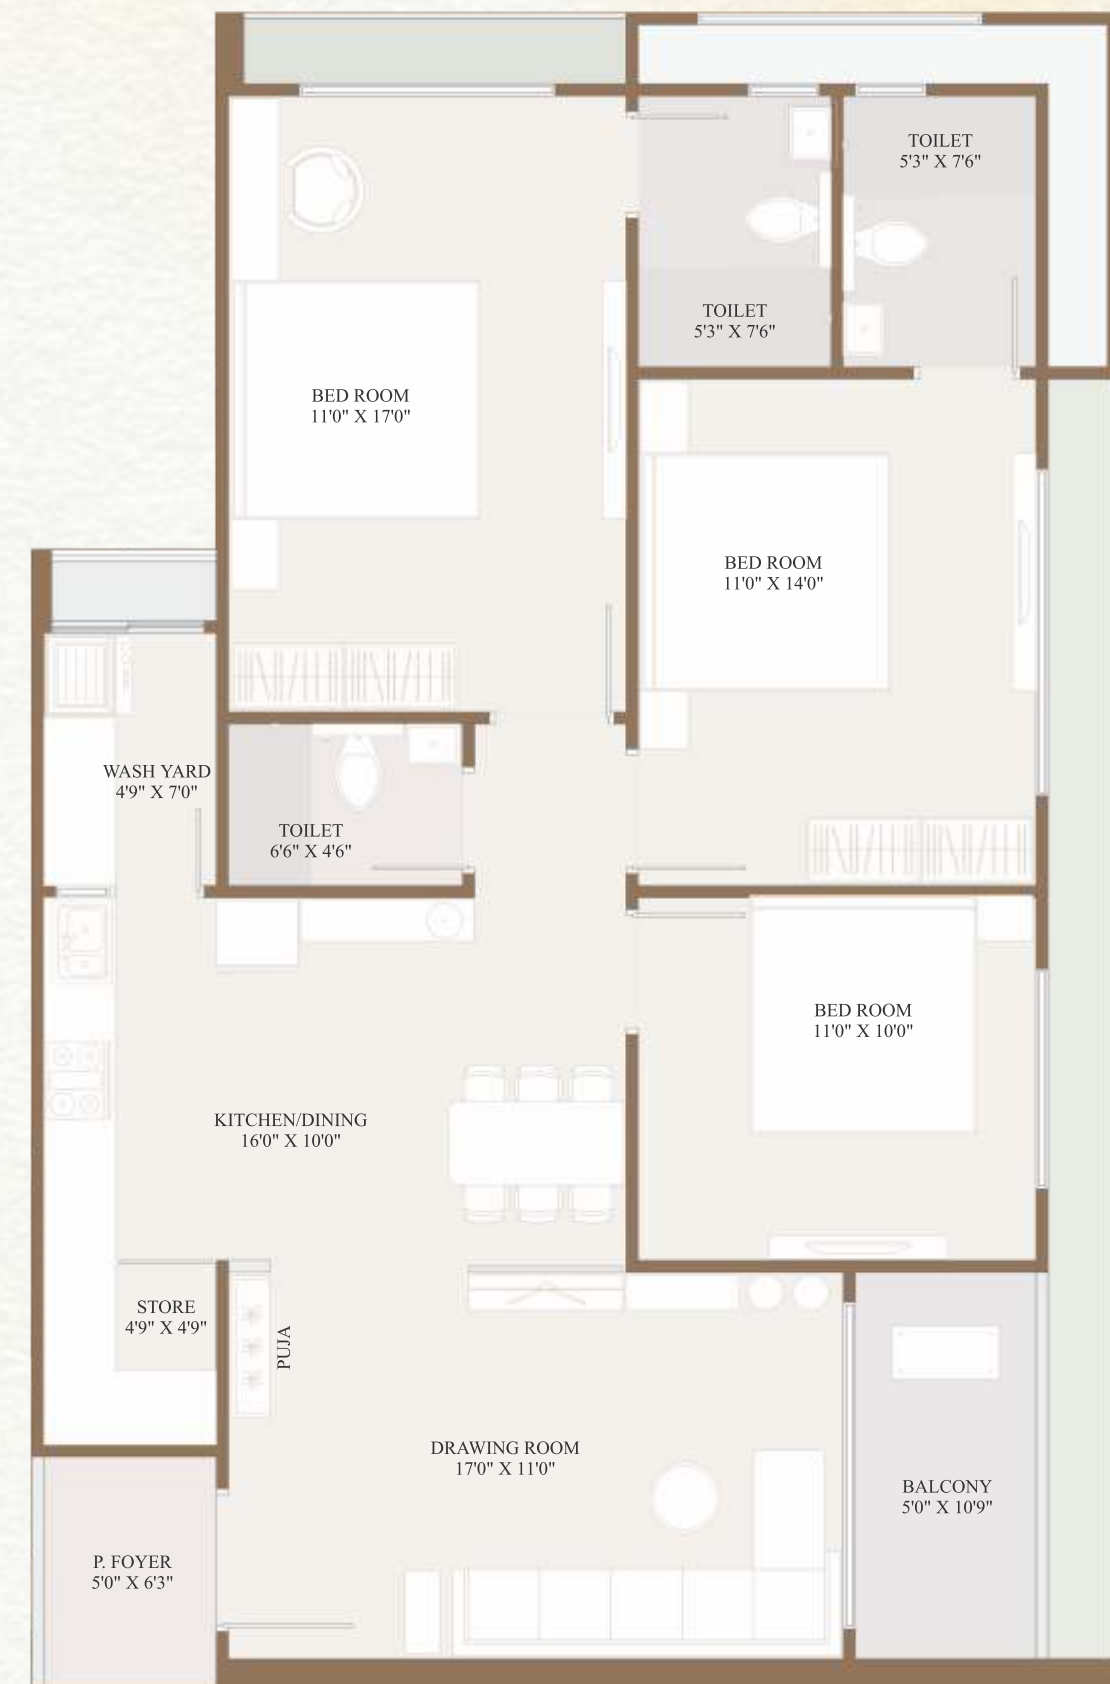 TOILET
5'3" X 7'6"
TOILET
5'3" X 7'6"
BED ROOM
11'0" X 17'0"
BED ROOM
11'0" X 14'0"
WASH YARD
4'9" X 7'0"
TOILET
6'6" X 4'6"
BED ROOM
11'0" X 10'0"
KITCHEN/DINING
16'0" X 10'0"
STORE
4'9" X 4'9"
PUJA
DRAWING ROOM
17'0" X 11'0"
BALCONY
5'0" X 10'9"
P. FOYER
5'0" X 6'3"